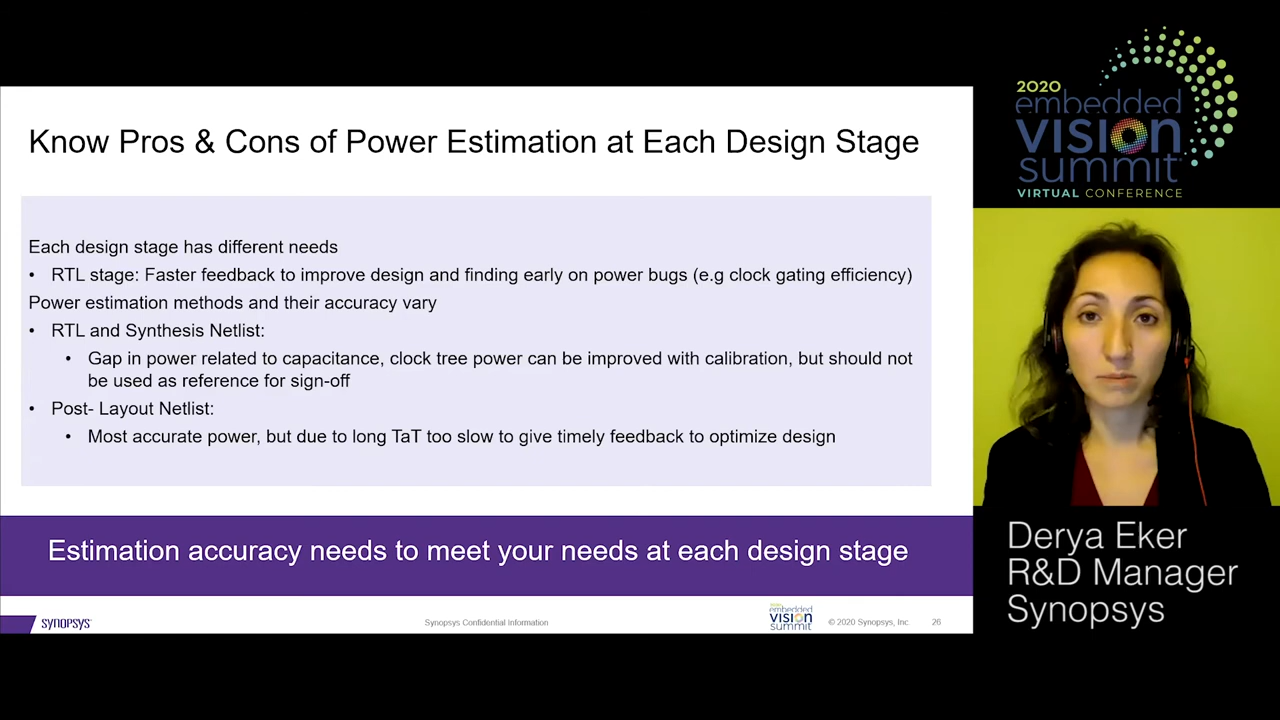 Know Pros & Cons of Power Estimation at Each Design Stage
Each design stage has different needs
• RTL stage: Faster feedback to improve design and finding early on power bugs (e.g clock gating efficiency)
Power estimation methods and their accuracy vary
• RTL and Synthesis Netlist:
• Gap in power related to capacitance, clock tree power can be improved with calibration, but should not
be used as reference for sign-off
• Post- Layout Netlist:
• Most accurate power, but due to long TaT too slow to give timely feedback to optimize design
Estimation accuracy needs to meet your needs at each design stage
SYNOPSYS
Synopsys Confidential Information
2020
embedded
VISION
summit
© 2020 Synopsys, Inc
26
2020
embedded
VISION
summit
VIRTUAL CONFERENCE
Derya Eker
R&D Manager
Synopsys